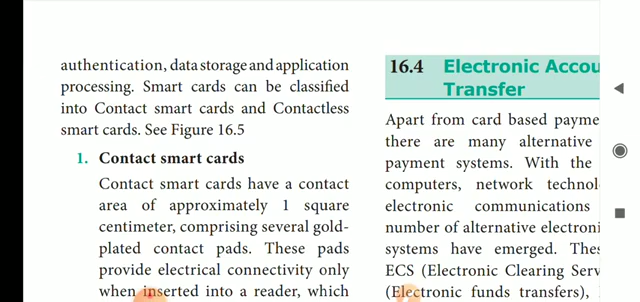 authentication, data storage and application
processing. Smart cards can be classified
into Contact smart cards and Contactless
smart cards. See Figure 16.5
1. Contact smart cards
Contact smart cards have a contact
area of approximately 1 square
centimeter, comprising several gold-
plated contact pads. These pads
provide electrical connectivity only
when inserted into a reader, which
16.4 Electronic Accou
Transfer
Apart from card based payme
there are many alternative
payment systems. With the
computers, network technol
electronic communications
number of alternative electroni
systems have emerged. Thes
ECS (Electronic Clearing Serv
(Electronic funds transfers),